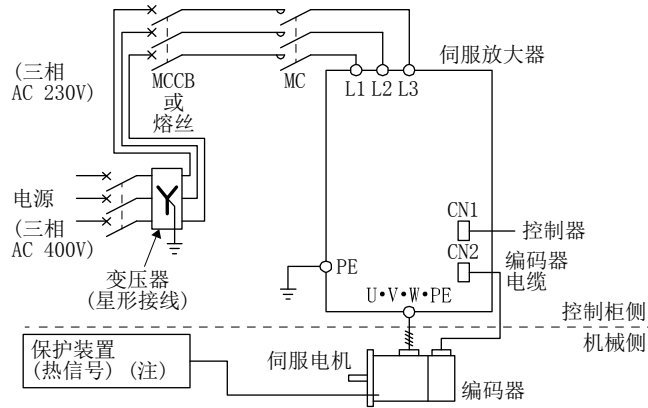 伺服放大器
(三相
AC 230V)
MCCB
或
熔丝
MC
L1 L2 L3
电源
(三相
AC 400V)
变压器
(星形接线)
CN1
控制器
CN2
编码器
电缆
PE
U•V•W•PE
控制柜侧
机械侧
保护装置
(热信号) (注)
伺服电机
编码器